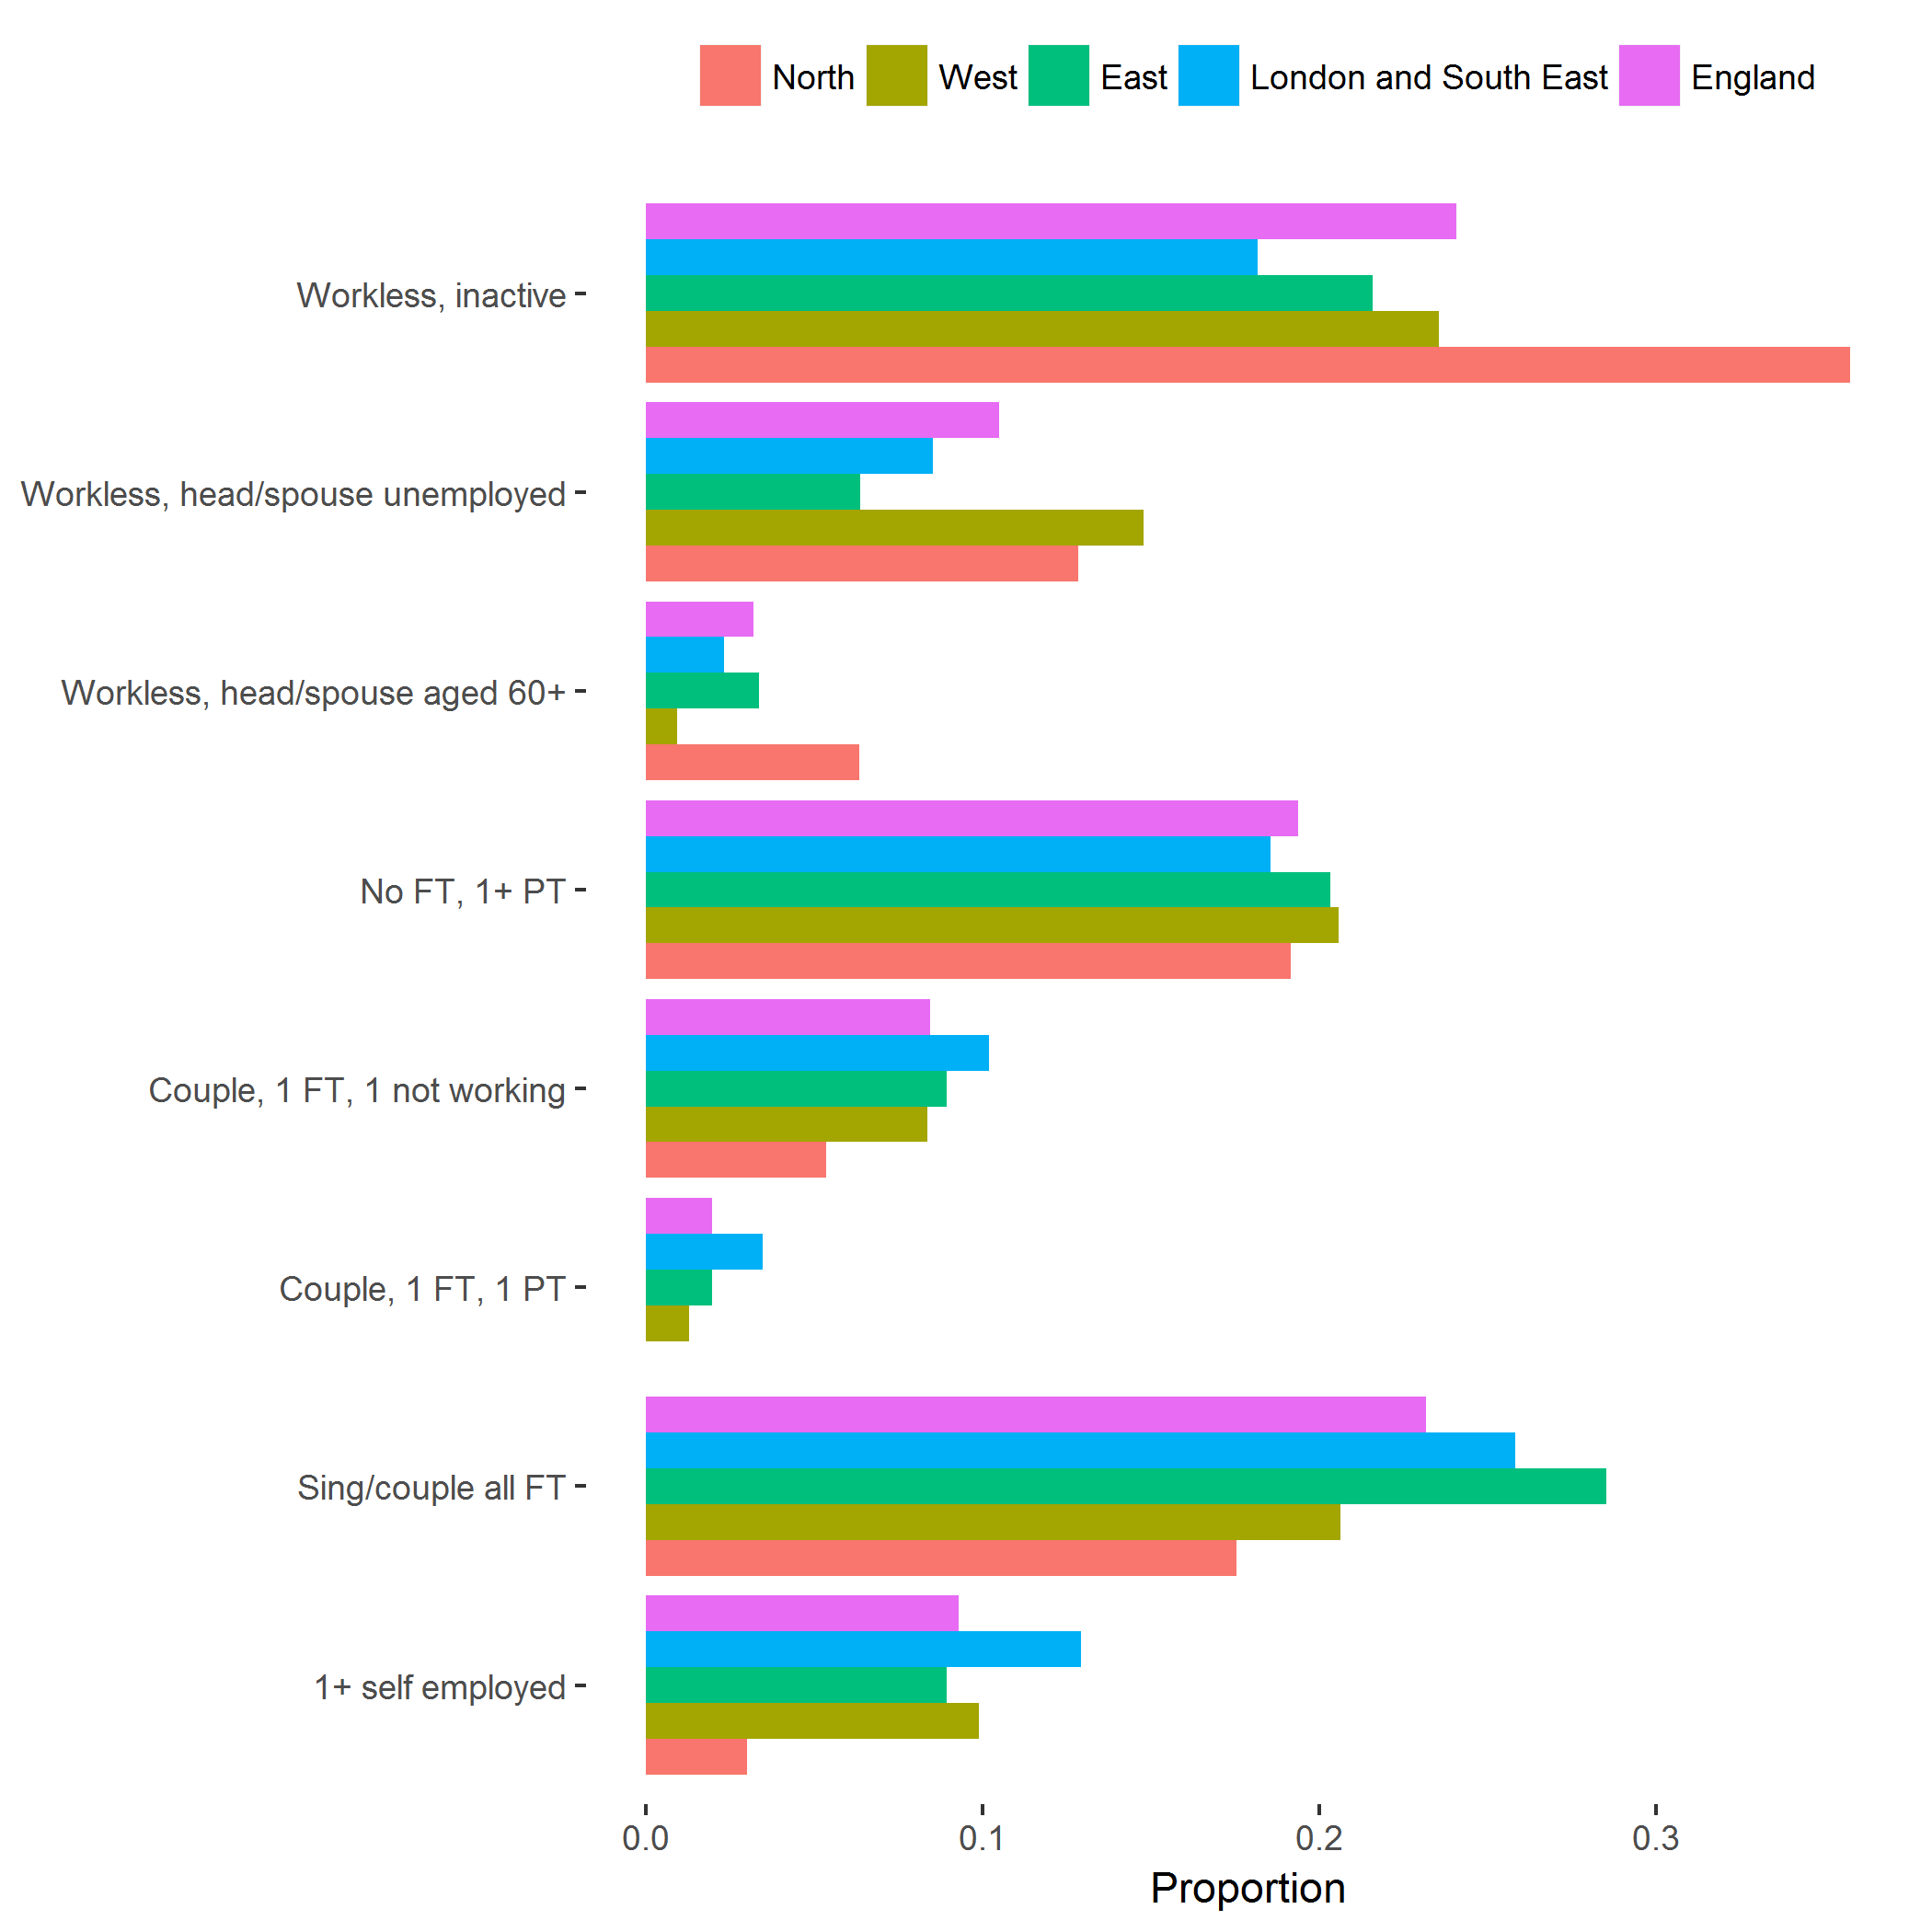 North West East London and South East England
Workless, inactive
Workless, head/spouse unemployed
Workless, head/spouse aged 60+
No FT, 1+ PT
Couple, 1 FT, 1 not working
Couple, 1 FT, 1 PT
Sing/couple all FT
1+ self employed
0.0 0.1 0.2 0.3
Proportion